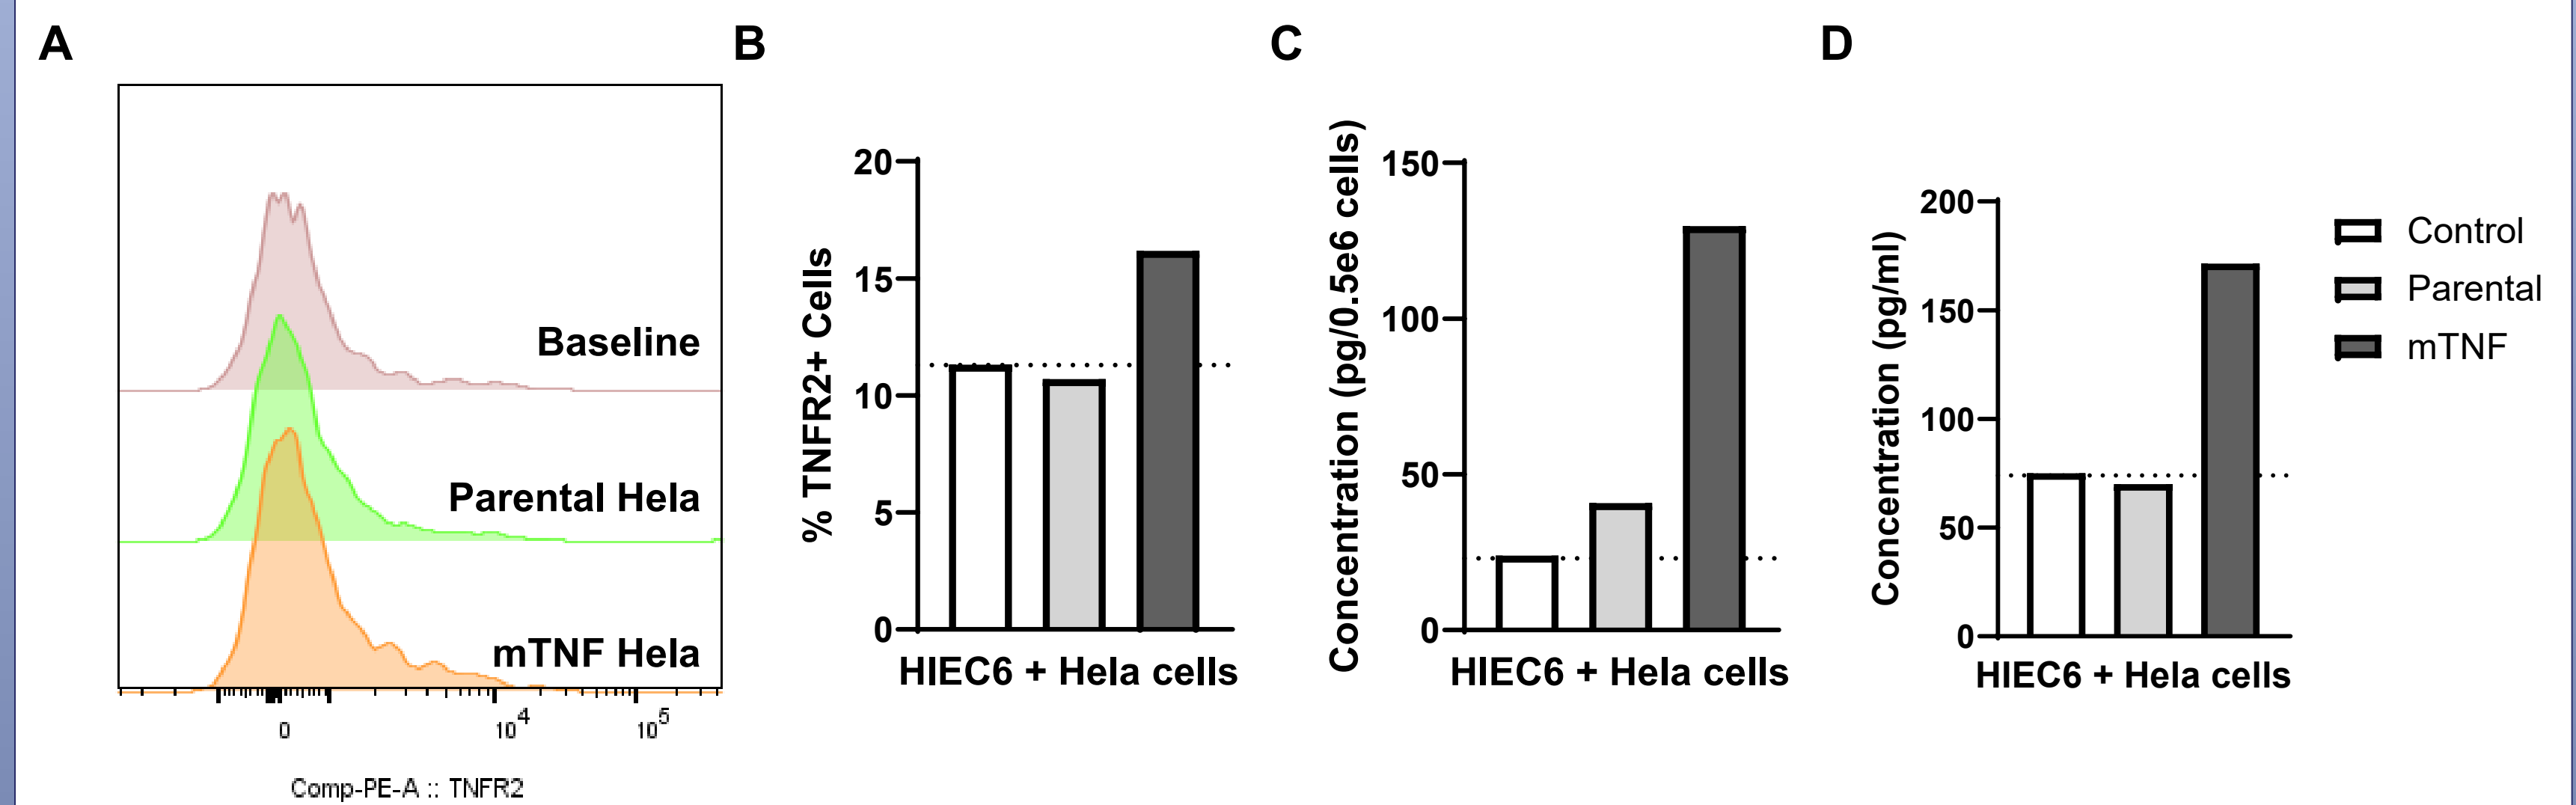 A
Baseline
Parental Hela
mTNF Hela
0
10^4
10^5
Comp-PE-A :: TNFR2
B
% TNFR2+ Cells
20
15
10
5
0
HIEC6 + Hela cells
C
Concentration (pg/0.5e6 cells)
150
100
50
0
HIEC6 + Hela cells
D
Concentration (pg/ml)
200
150
100
50
0
HIEC6 + Hela cells
Control
Parental
mTNF